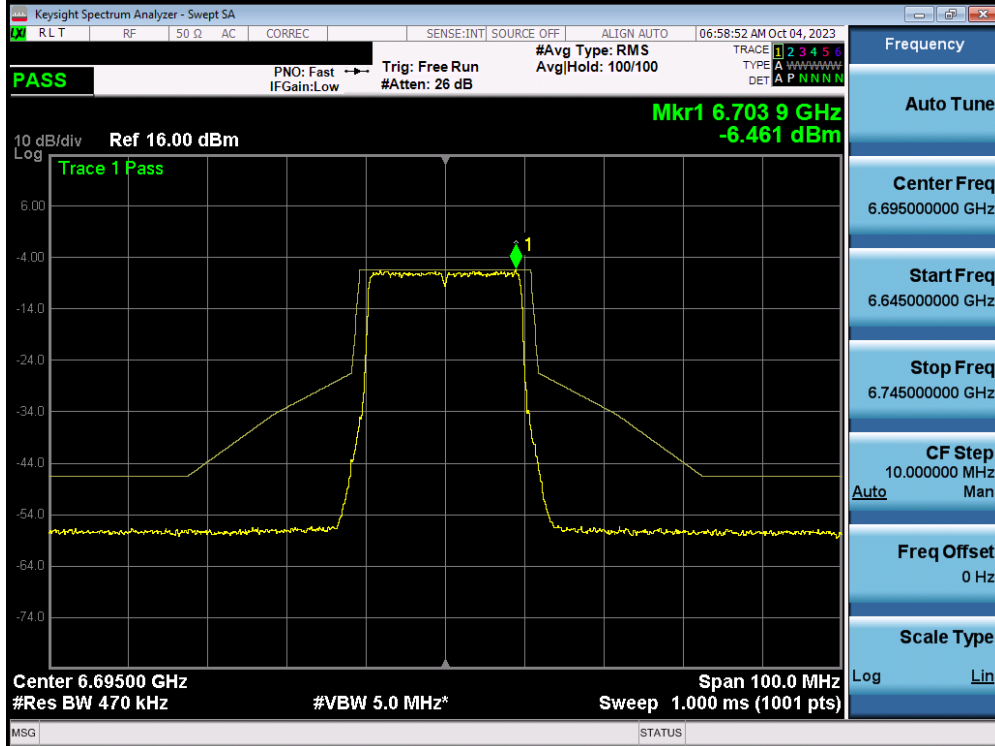 Keysight Spectrum Analyzer - Swept SA
LXI RLT RF 50 Ω AC CORREC SENSE:INT SOURCE OFF ALIGN AUTO 06:58:52 AM Oct 04, 2023
PASS
PNO: Fast
IFGain:Low
Trig: Free Run
#Atten: 26 dB
#Avg Type: RMS
Avg|Hold: 100/100
TRACE 1 2 3 4 5 6
TYPE A WWWWW
DET A P N N N N
Mkr1 6.703 9 GHz
-6.461 dBm
10 dB/div Ref 16.00 dBm
Log
Trace 1 Pass
1
6.00
-4.00
-14.0
-24.0
-34.0
-44.0
-54.0
-64.0
-74.0
Center 6.69500 GHz Span 100.0 MHz
#Res BW 470 kHz #VBW 5.0 MHz* Sweep 1.000 ms (1001 pts)
MSG STATUS
Frequency
Auto Tune
Center Freq
6.695000000 GHz
Start Freq
6.645000000 GHz
Stop Freq
6.745000000 GHz
CF Step
10.000000 MHz
Auto Man
Freq Offset
0 Hz
Scale Type
Log Lin